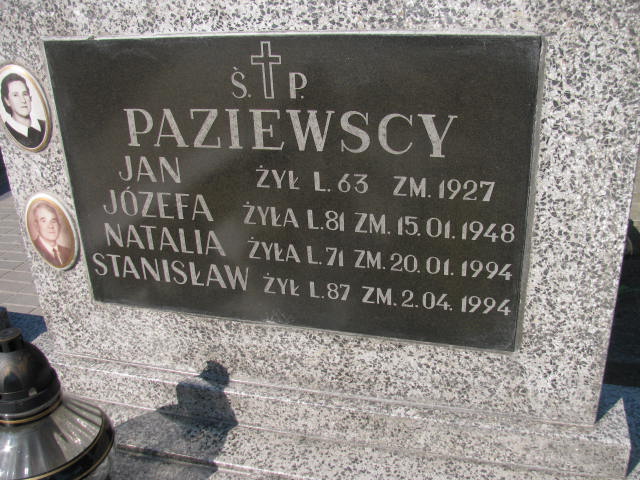 Ś. P.
PAZIEWSCY
JAN ŻYŁ L. 63 ZM. 1927
JÓZEFA ŻYŁA L. 81 ZM. 15.01.1948
NATALIA ŻYŁA L. 71 ZM. 20.01.1994
STANISŁAW ŻYŁ L. 87 ZM. 2.04.1994